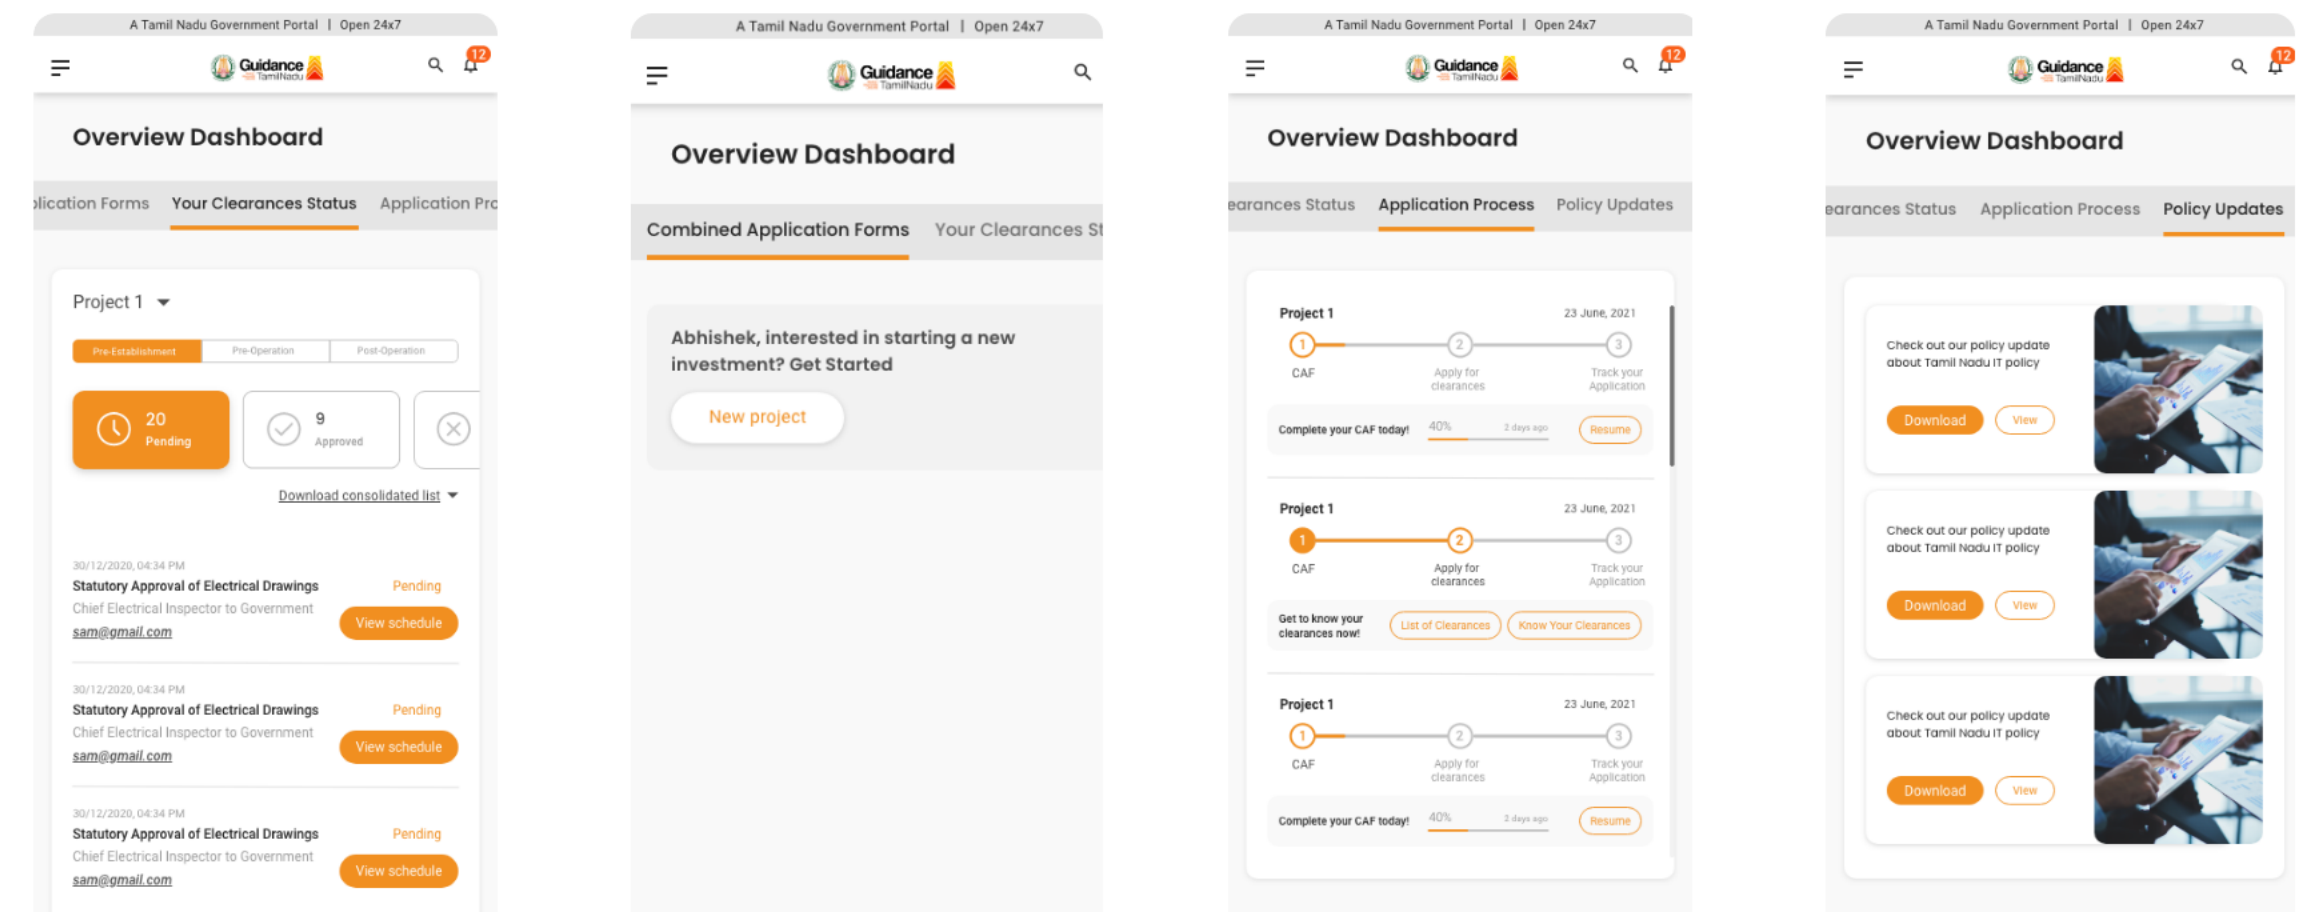 A Tamil Nadu Government Portal | Open 24x7
Guidance
TamilNadu
12
Overview Dashboard
plication Forms Your Clearances Status Application Pro
Project 1
Pre-Establishment Pre-Operation Post-Operation
20
Pending
9
Approved
Download consolidated list
30/12/2020, 04:34 PM
Statutory Approval of Electrical Drawings Pending
Chief Electrical Inspector to Government
View schedule
sam@gmail.com
30/12/2020, 04:34 PM
Statutory Approval of Electrical Drawings Pending
Chief Electrical Inspector to Government
View schedule
sam@gmail.com
30/12/2020, 04:34 PM
Statutory Approval of Electrical Drawings Pending
Chief Electrical Inspector to Government
View schedule
sam@gmail.com
A Tamil Nadu Government Portal | Open 24x7
Guidance
TamilNadu
Overview Dashboard
Combined Application Forms Your Clearances St
Abhishek, interested in starting a new
investment? Get Started
New project
A Tamil Nadu Government Portal | Open 24x7
Guidance
TamilNadu
12
Overview Dashboard
earances Status Application Process Policy Updates
Project 1 23 June, 2021
1 2 3
CAF Apply for Track your
clearances Application
Complete your CAF today! 40% 2 days ago Resume
Project 1 23 June, 2021
1 2 3
CAF Apply for Track your
clearances Application
Get to know your
clearances now!
List of Clearances Know Your Clearances
Project 1 23 June, 2021
1 2 3
CAF Apply for Track your
clearances Application
Complete your CAF today! 40% 2 days ago Resume
A Tamil Nadu Government Portal | Open 24x7
Guidance
TamilNadu
12
Overview Dashboard
earances Status Application Process Policy Updates
Check out our policy update
about Tamil Nadu IT policy
Download View
Check out our policy update
about Tamil Nadu IT policy
Download View
Check out our policy update
about Tamil Nadu IT policy
Download View